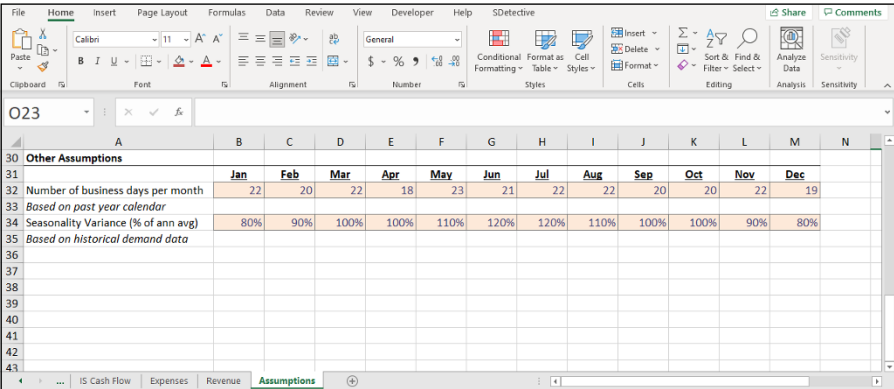 File Home Insert Page Layout Formulas Data Review View Developer Help SDetective Share Comments
Paste Calibri 11 A^ A˅ ab General Conditional Formatting Format as Table Cell Styles Insert Delete Format Sort & Filter Find & Select Analyze Data Sensitivity
B I U A $ % 9
Clipboard Font Alignment Number Styles Cells Editing Analysis Sensitivity
O23 fx
A B C D E F G H I J K L M N
30 Other Assumptions
31 Jan Feb Mar Apr May Jun Jul Aug Sep Oct Nov Dec
32 Number of business days per month 22 20 22 18 23 21 22 22 20 20 22 19
33 Based on past year calendar
34 Seasonality Variance (% of ann avg) 80% 90% 100% 100% 110% 120% 120% 110% 100% 100% 90% 80%
35 Based on historical demand data
36
37
38
39
40
41
42
43
... IS Cash Flow Expenses Revenue Assumptions